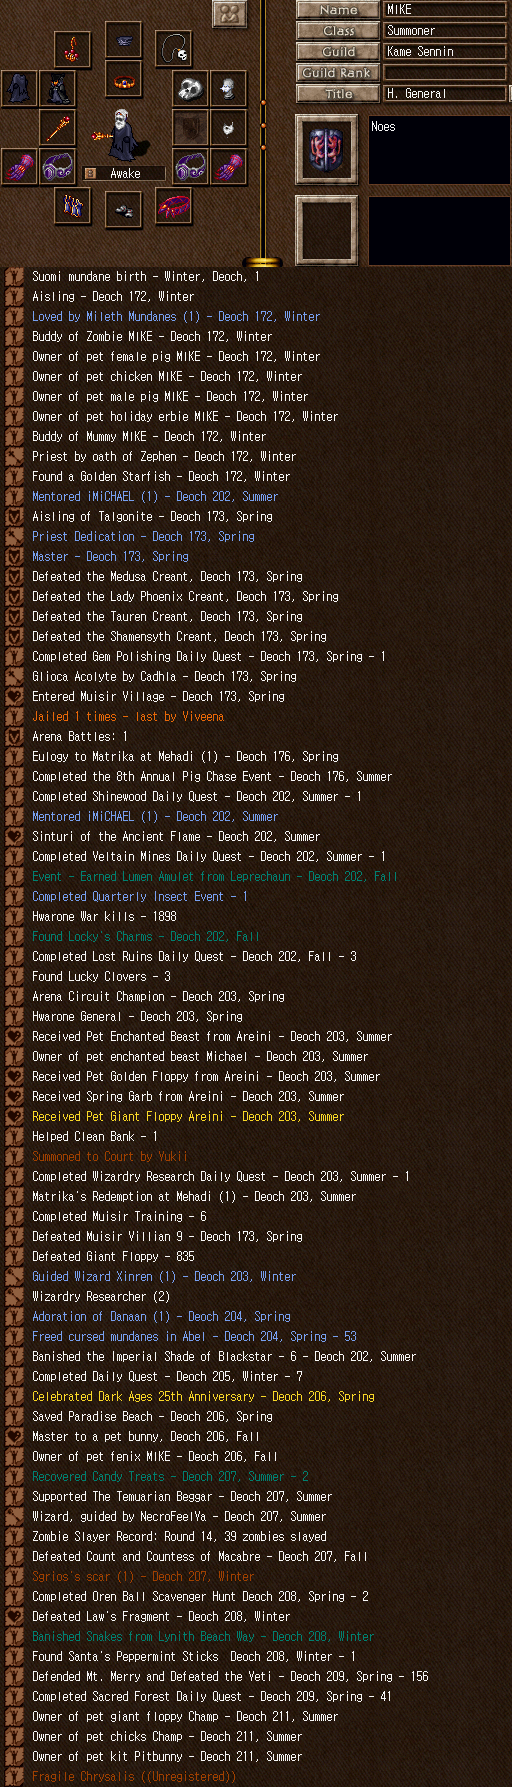 Name
MIKE
Class
Summoner
Guild
Kame Sennin
Guild Rank
Title
H. General
Noes
Awake
Suomi mundane birth - Winter, Deoch, 1
Aisling - Deoch 172, Winter
Loved by Mileth Mundanes (1) - Deoch 172, Winter
Buddy of Zombie MIKE - Deoch 172, Winter
Owner of pet female pig MIKE - Deoch 172, Winter
Owner of pet chicken MIKE - Deoch 172, Winter
Owner of pet male pig MIKE - Deoch 172, Winter
Owner of pet holiday erbie MIKE - Deoch 172, Winter
Buddy of Mummy MIKE - Deoch 172, Winter
Priest by oath of Zephen - Deoch 172, Winter
Found a Golden Starfish - Deoch 172, Winter
Mentored iMiCHAEL (1) - Deoch 202, Summer
Aisling of Talgonite - Deoch 173, Spring
Priest Dedication - Deoch 173, Spring
Master - Deoch 173, Spring
Defeated the Medusa Creant, Deoch 173, Spring
Defeated the Lady Phoenix Creant, Deoch 173, Spring
Defeated the Tauren Creant, Deoch 173, Spring
Defeated the Shamensyth Creant, Deoch 173, Spring
Completed Gem Polishing Daily Quest - Deoch 173, Spring - 1
Glioca Acolyte by Cadhla - Deoch 173, Spring
Entered Muisir Village - Deoch 173, Spring
Jailed 1 times - last by Viveena
Arena Battles: 1
Eulogy to Matrika at Mehadi (1) - Deoch 176, Spring
Completed the 8th Annual Pig Chase Event - Deoch 176, Summer
Completed Shinewood Daily Quest - Deoch 202, Summer - 1
Mentored iMiCHAEL (1) - Deoch 202, Summer
Sinturi of the Ancient Flame - Deoch 202, Summer
Completed Veltain Mines Daily Quest - Deoch 202, Summer - 1
Event - Earned Lumen Amulet from Leprechaun - Deoch 202, Fall
Completed Quarterly Insect Event - 1
Hwarone War kills - 1898
Found Locky's Charms - Deoch 202, Fall
Completed Lost Ruins Daily Quest - Deoch 202, Fall - 3
Found Lucky Clovers - 3
Arena Circuit Champion - Deoch 203, Spring
Hwarone General - Deoch 203, Spring
Received Pet Enchanted Beast from Areini - Deoch 203, Summer
Owner of pet enchanted beast Michael - Deoch 203, Summer
Received Pet Golden Floppy from Areini - Deoch 203, Summer
Received Spring Garb from Areini - Deoch 203, Summer
Received Pet Giant Floppy Areini - Deoch 203, Summer
Helped Clean Bank - 1
Summoned to Court by Yukii
Completed Wizardry Research Daily Quest - Deoch 203, Summer - 1
Matrika's Redemption at Mehadi (1) - Deoch 203, Summer
Completed Muisir Training - 6
Defeated Muisir Villian 9 - Deoch 173, Spring
Defeated Giant Floppy - 835
Guided Wizard Xinren (1) - Deoch 203, Winter
Wizardry Researcher (2)
Adoration of Danaan (1) - Deoch 204, Spring
Freed cursed mundanes in Abel - Deoch 204, Spring - 53
Banished the Imperial Shade of Blackstar - 6 - Deoch 202, Summer
Completed Daily Quest - Deoch 205, Winter - 7
Celebrated Dark Ages 25th Anniversary - Deoch 206, Spring
Saved Paradise Beach - Deoch 206, Spring
Master to a pet bunny, Deoch 206, Fall
Owner of pet fenix MIKE - Deoch 206, Fall
Recovered Candy Treats - Deoch 207, Summer - 2
Supported The Temuarian Beggar - Deoch 207, Summer
Wizard, guided by NecroFeelYa - Deoch 207, Summer
Zombie Slayer Record: Round 14, 39 zombies slayed
Defeated Count and Countess of Macabre - Deoch 207, Fall
Sgrios's scar (1) - Deoch 207, Winter
Completed Oren Ball Scavenger Hunt Deoch 208, Spring - 2
Defeated Law's Fragment - Deoch 208, Winter
Banished Snakes from Lynith Beach Way - Deoch 208, Winter
Found Santa's Peppermint Sticks  Deoch 208, Winter - 1
Defended Mt. Merry and Defeated the Yeti - Deoch 209, Spring - 156
Completed Sacred Forest Daily Quest - Deoch 209, Spring - 41
Owner of pet giant floppy Champ - Deoch 211, Summer
Owner of pet chicks Champ - Deoch 211, Summer
Owner of pet kit Pitbunny - Deoch 211, Summer
Fragile Chrysalis ((Unregistered))